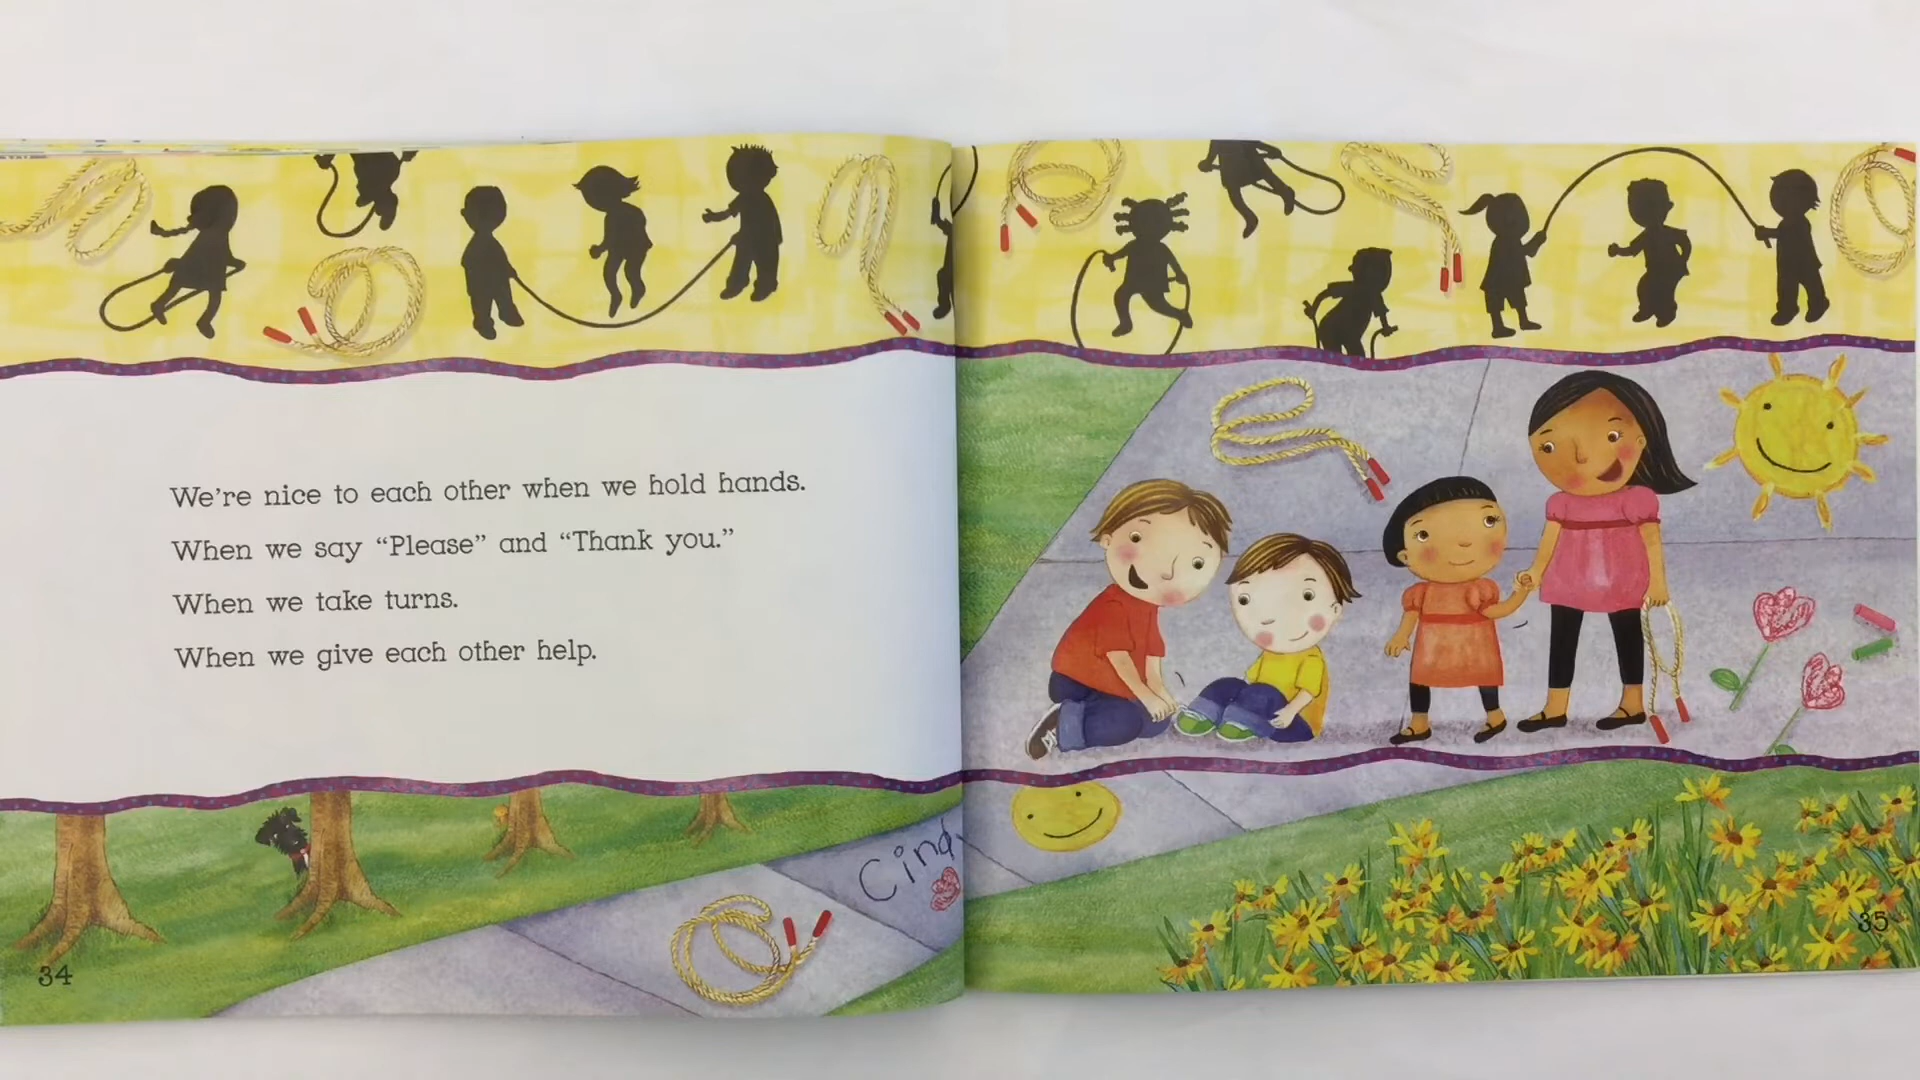 We're nice to each other when we hold hands.
When we say “Please” and “Thank you.”
When we take turns.
When we give each other help.
34
35